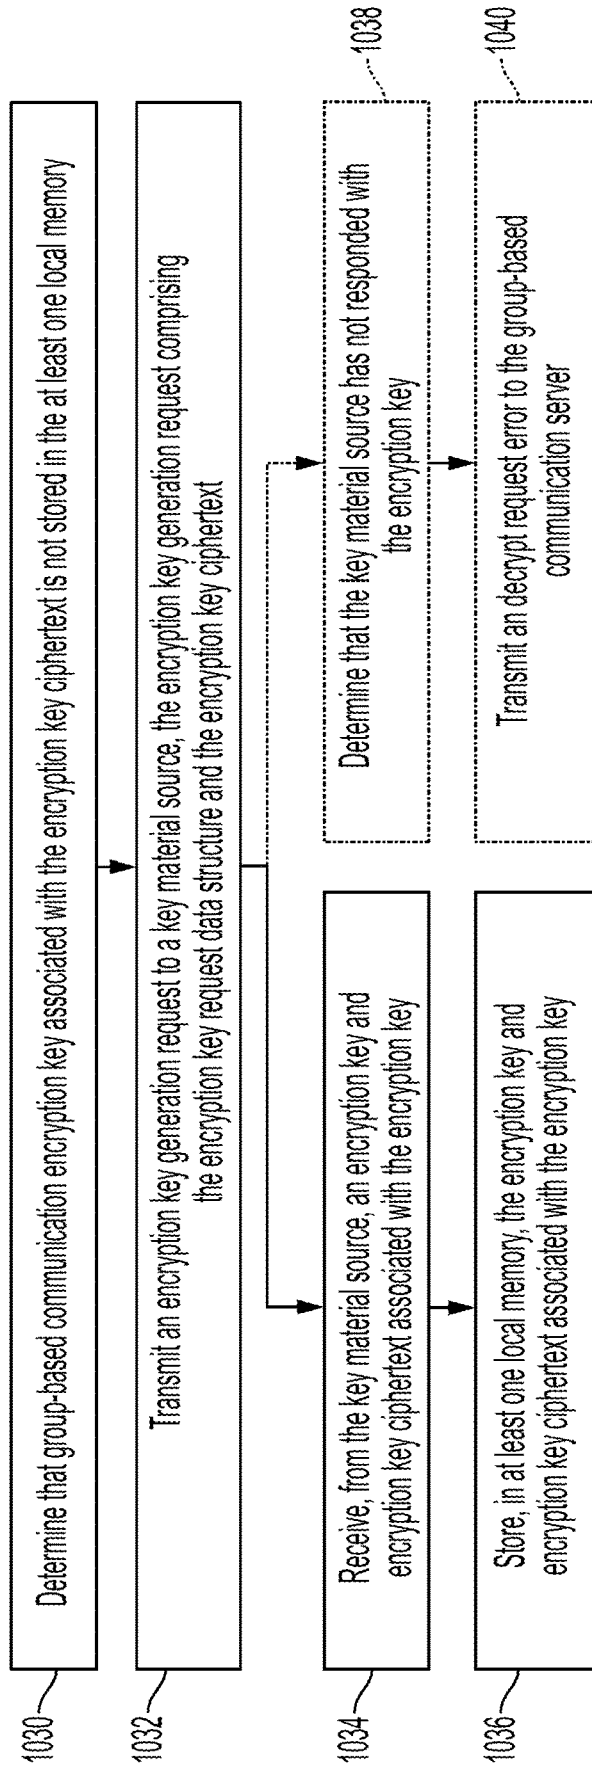 1030
Determine that group-based communication encryption key associated with the encryption key ciphertext is not stored in the at least one local memory
1032
Transmit an encryption key generation request to a key material source, the encryption key generation request comprising
the encryption key request data structure and the encryption key ciphertext
1034
Receive, from the key material source, an encryption key and
encryption key ciphertext associated with the encryption key
1036
Store, in at least one local memory, the encryption key and
encryption key ciphertext associated with the encryption key
1038
Determine that the key material source has not responded with
the encryption key
1040
Transmit an decrypt request error to the group-based
communication server